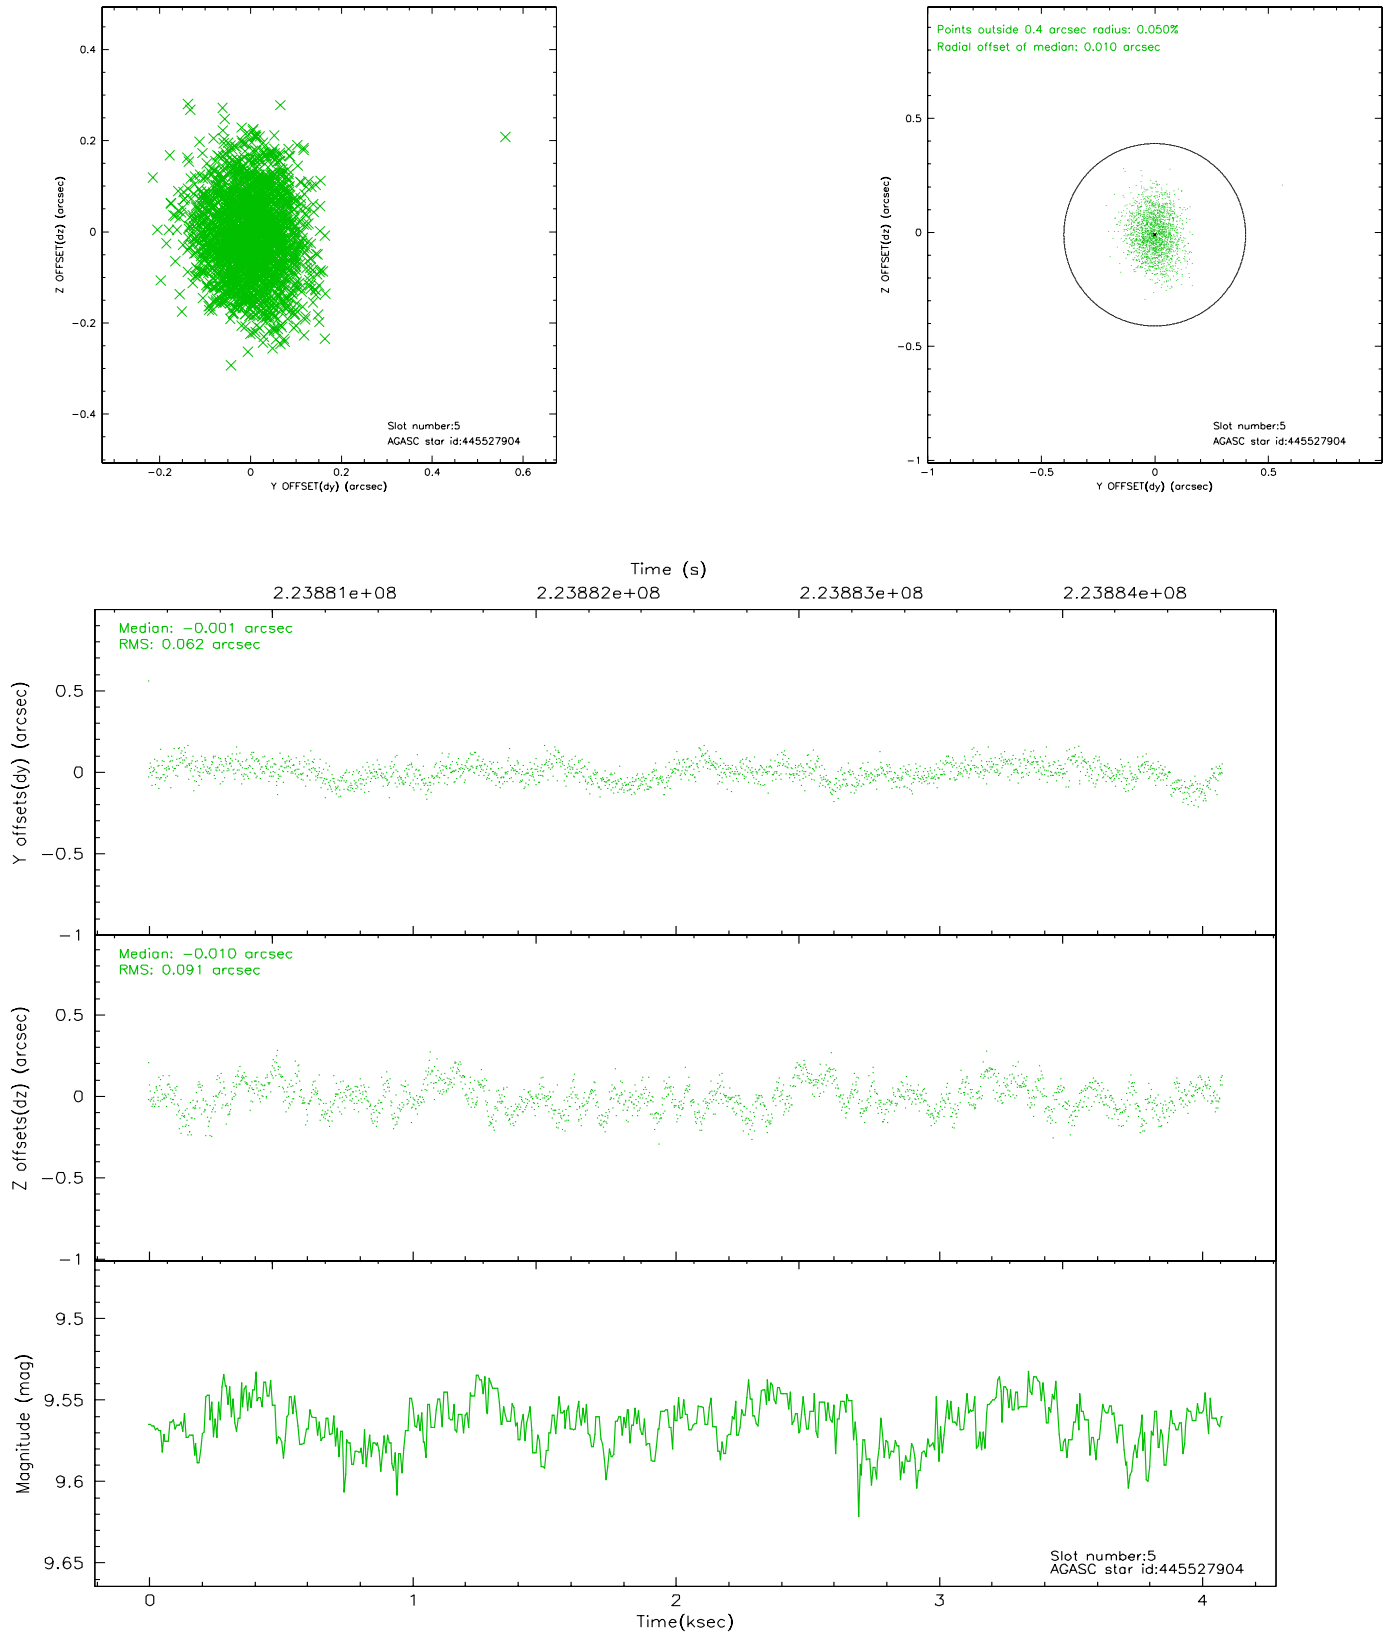 0.4
0.2
0
-0.2
-0.4
Z OFFSET(dz) (arcsec)
Slot number:5
AGASC star id:445527904
-0.2 0 0.2 0.4 0.6
Y OFFSET(dy) (arcsec)
Points outside 0.4 arcsec radius: 0.050%
Radial offset of median: 0.010 arcsec
0.5
0
-0.5
-1
Z OFFSET(dz) (arcsec)
Slot number:5
AGASC star id:445527904
-1 -0.5 0 0.5
Y OFFSET(dy) (arcsec)
Time (s)
2.23881e+08 2.23882e+08 2.23883e+08 2.23884e+08
Median: -0.001 arcsec
RMS: 0.062 arcsec
0.5
0
-0.5
-1
Y offsets(dy) (arcsec)
Median: -0.010 arcsec
RMS: 0.091 arcsec
0.5
0
-0.5
-1
Z offsets(dz) (arcsec)
9.5
9.55
9.6
9.65
Magnitude (mag)
Slot number:5
AGASC star id:445527904
0 1 2 3 4
Time(ksec)